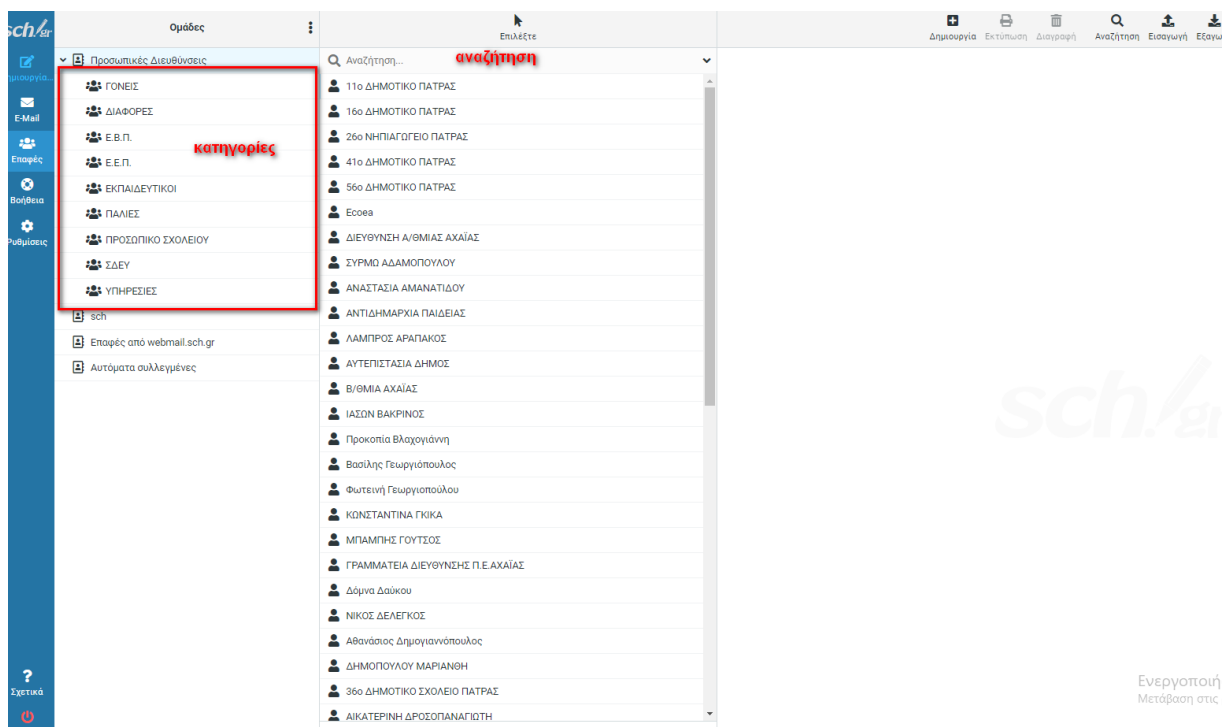 sch.gr
Ομάδες
Επιλέξτε
Δημιουργία
Εκτύπωση
Διαγραφή
Αναζήτηση
Εισαγωγή
Εξαγω
ημιουργία...
E-Mail
Επαφές
Βοήθεια
Ρυθμίσεις
Σχετικά
Προσωπικές Διευθύνσεις
ΓΟΝΕΙΣ
ΔΙΑΦΟΡΕΣ
Ε.Β.Π.
Ε.Ε.Π.
ΕΚΠΑΙΔΕΥΤΙΚΟΙ
ΠΑΛΙΕΣ
ΠΡΟΣΩΠΙΚΟ ΣΧΟΛΕΙΟΥ
ΣΔΕΥ
ΥΠΗΡΕΣΙΕΣ
κατηγορίες
sch
Επαφές από webmail.sch.gr
Αυτόματα συλλεγμένες
Αναζήτηση...
αναζήτηση
11ο ΔΗΜΟΤΙΚΟ ΠΑΤΡΑΣ
16ο ΔΗΜΟΤΙΚΟ ΠΑΤΡΑΣ
26ο ΝΗΠΙΑΓΩΓΕΙΟ ΠΑΤΡΑΣ
41ο ΔΗΜΟΤΙΚΟ ΠΑΤΡΑΣ
56ο ΔΗΜΟΤΙΚΟ ΠΑΤΡΑΣ
Ecoea
ΔΙΕΥΘΥΝΣΗ Α/ΘΜΙΑΣ ΑΧΑΪΑΣ
ΣΥΡΜΩ ΑΔΑΜΟΠΟΥΛΟΥ
ΑΝΑΣΤΑΣΙΑ ΑΜΑΝΑΤΙΔΟΥ
ΑΝΤΙΔΗΜΑΡΧΙΑ ΠΑΙΔΕΙΑΣ
ΛΑΜΠΡΟΣ ΑΡΑΠΑΚΟΣ
ΑΥΤΕΠΙΣΤΑΣΙΑ ΔΗΜΟΣ
Β/ΘΜΙΑ ΑΧΑΪΑΣ
ΙΑΣΩΝ ΒΑΚΡΙΝΟΣ
Προκοπία Βλαχογιάννη
Βασίλης Γεωργιόπουλος
Φωτεινή Γεωργιοπούλου
ΚΩΝΣΤΑΝΤΙΝΑ ΓΚΙΚΑ
ΜΠΑΜΠΗΣ ΓΟΥΤΣΟΣ
ΓΡΑΜΜΑΤΕΙΑ ΔΙΕΥΘΥΝΣΗΣ Π.Ε.ΑΧΑΪΑΣ
Δόμνα Δαύκου
ΝΙΚΟΣ ΔΕΛΕΓΚΟΣ
Αθανάσιος Δημογιαννόπουλος
ΔΗΜΟΠΟΥΛΟΥ ΜΑΡΙΑΝΘΗ
36ο ΔΗΜΟΤΙΚΟ ΣΧΟΛΕΙΟ ΠΑΤΡΑΣ
ΑΙΚΑΤΕΡΙΝΗ ΔΡΟΣΟΠΑΝΑΓΙΩΤΗ
sch.gr
Ενεργοποιή
Μετάβαση στις